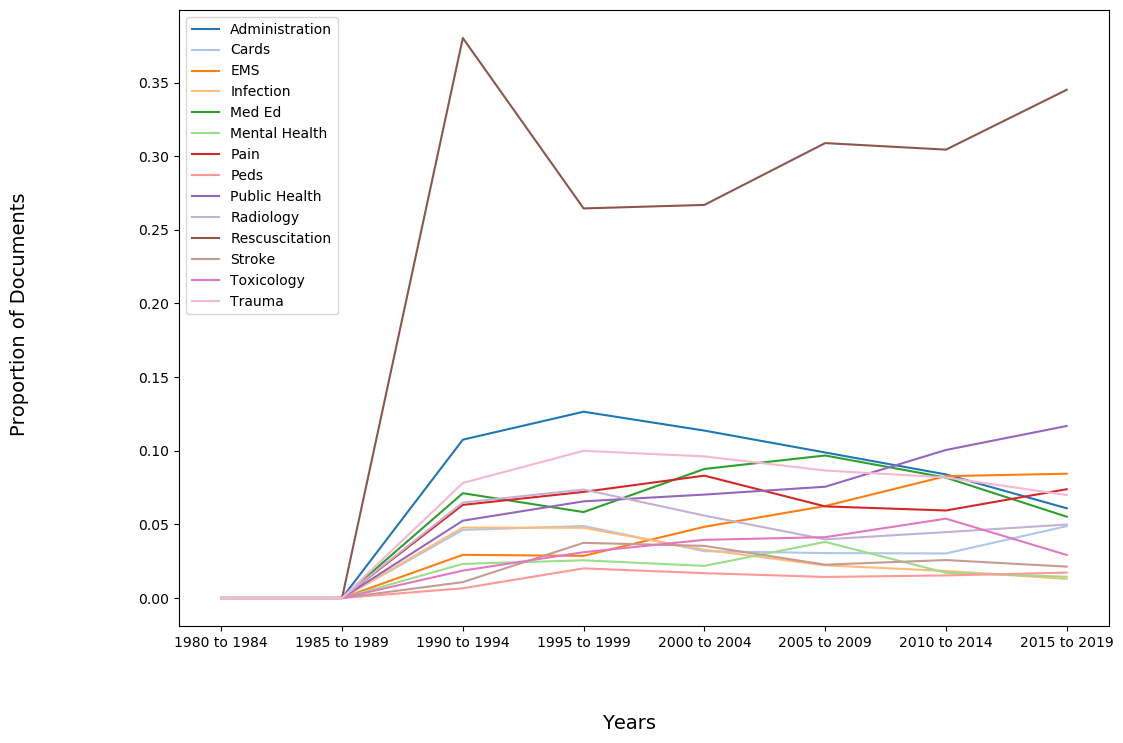 Administration
Cards
EMS
Infection
Med Ed
Mental Health
Pain
Peds
Public Health
Radiology
Rescuscitation
Stroke
Toxicology
Trauma
Proportion of Documents
0.35
0.30
0.25
0.20
0.15
0.10
0.05
0.00
1980 to 1984 1985 to 1989 1990 to 1994 1995 to 1999 2000 to 2004 2005 to 2009 2010 to 2014 2015 to 2019
Years